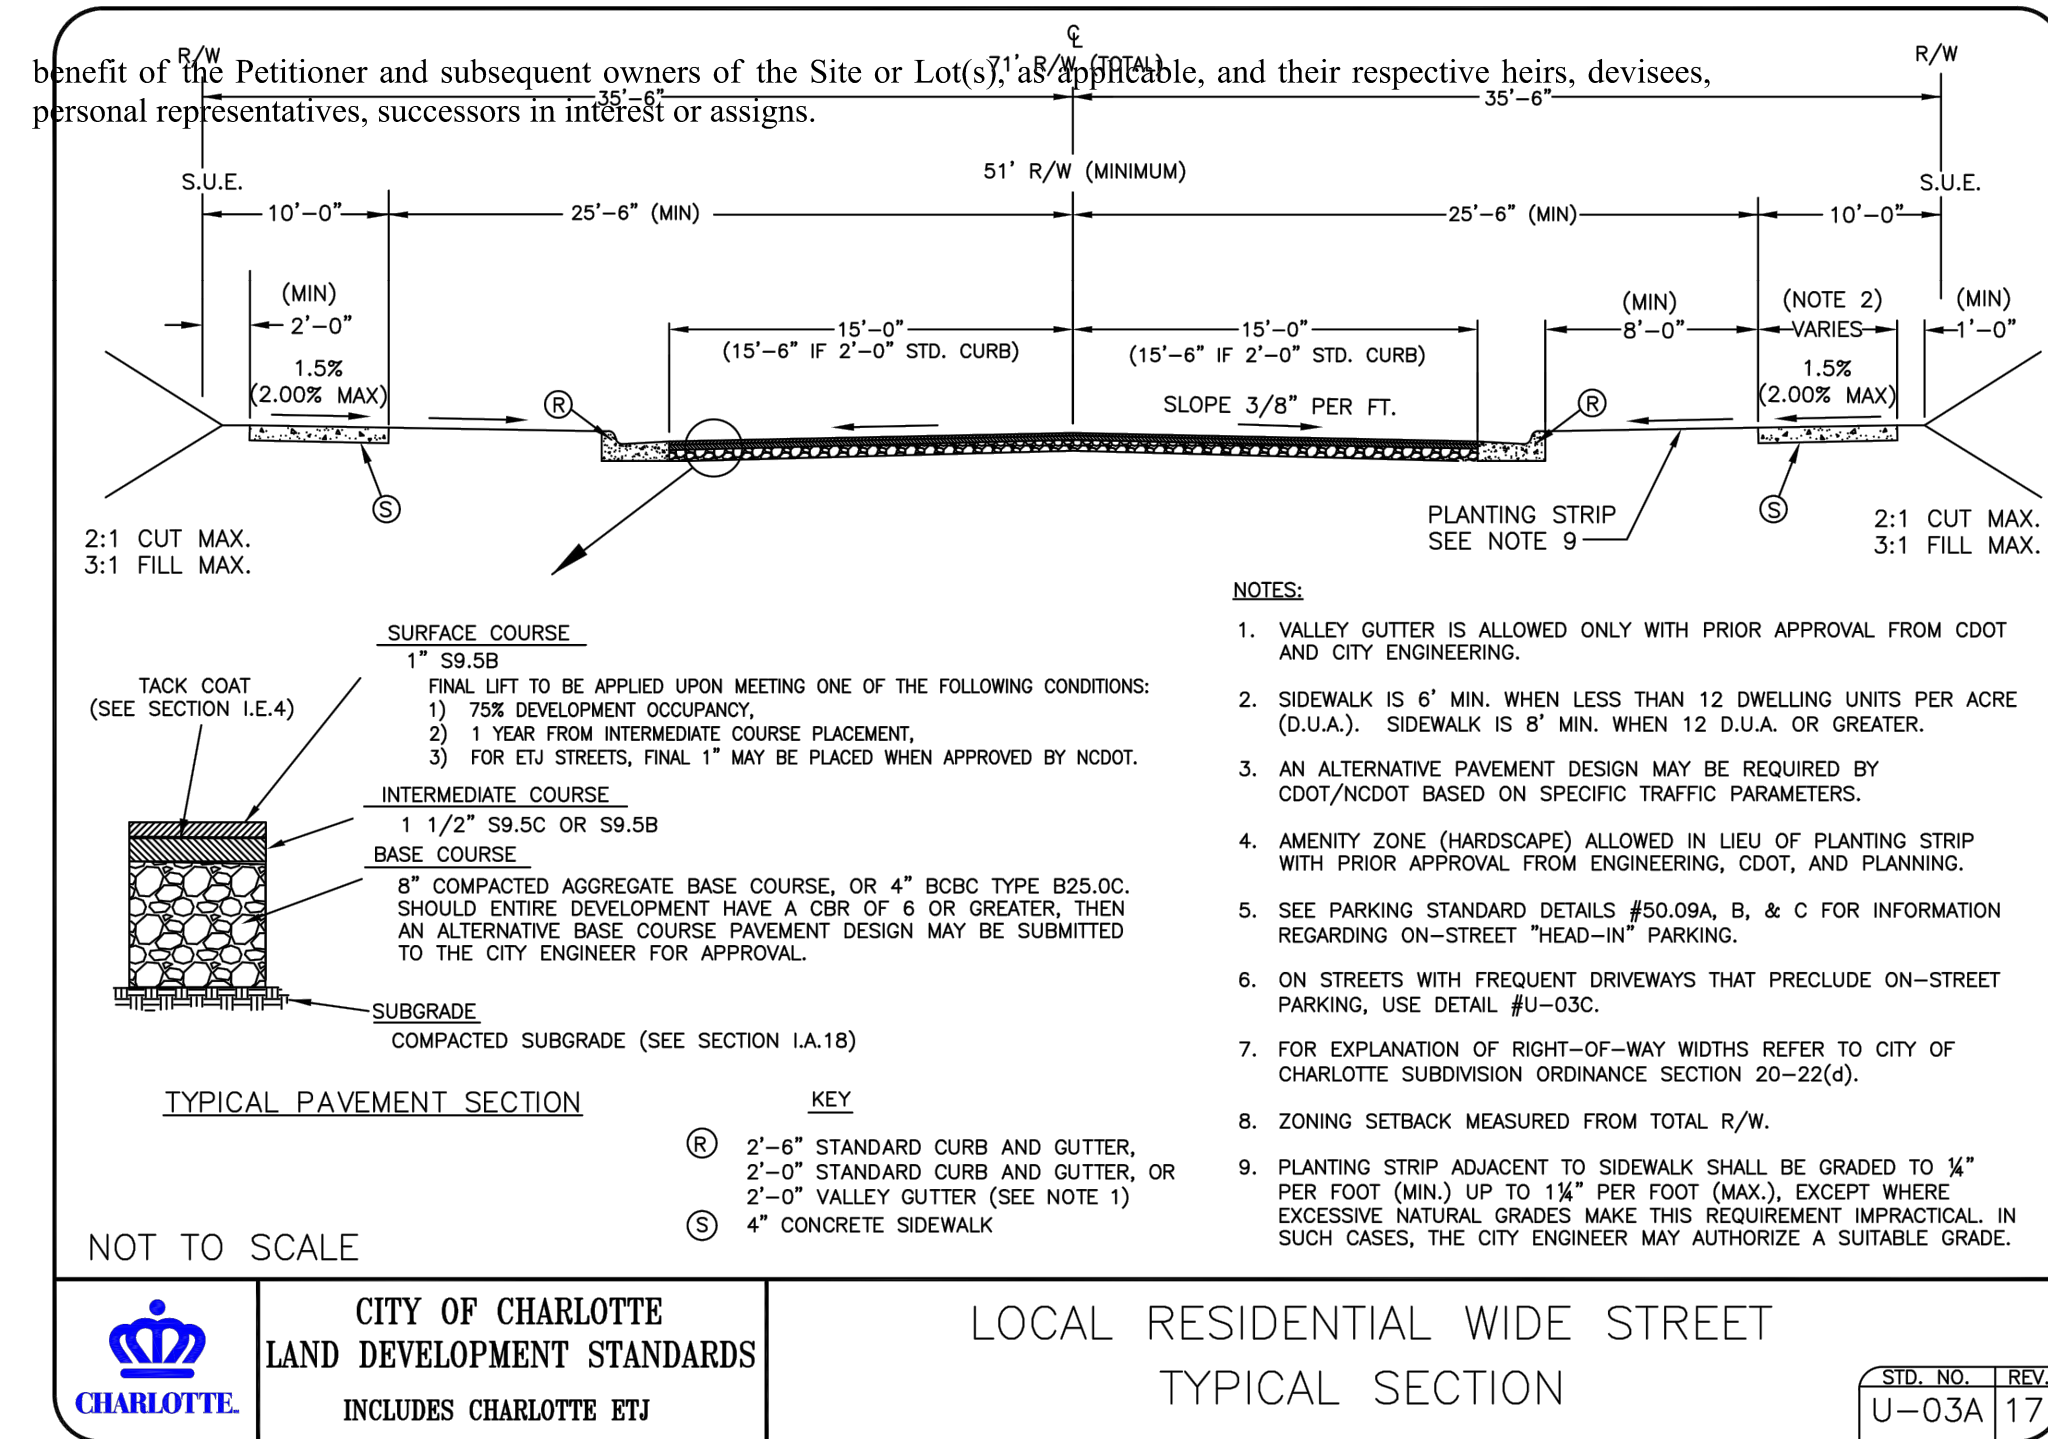 ℄
R/W
71' R/W (TOTAL)
R/W
benefit of the Petitioner and subsequent owners of the Site or Lot(s), as applicable, and their respective heirs, devisees,
35'-6"
35'-6"
personal representatives, successors in interest or assigns.
51' R/W (MINIMUM)
S.U.E.
S.U.E.
10'-0"
25'-6" (MIN)
25'-6" (MIN)
10'-0"
(MIN)
2'-0"
15'-0"
(15'-6" IF 2'-0" STD. CURB)
15'-0"
(15'-6" IF 2'-0" STD. CURB)
(MIN)
8'-0"
(NOTE 2)
VARIES
(MIN)
1'-0"
1.5%
(2.00% MAX)
1.5%
(2.00% MAX)
R
SLOPE 3/8" PER FT.
R
S
S
PLANTING STRIP
SEE NOTE 9
2:1 CUT MAX.
3:1 FILL MAX.
2:1 CUT MAX.
3:1 FILL MAX.
SURFACE COURSE
1" S9.5B
FINAL LIFT TO BE APPLIED UPON MEETING ONE OF THE FOLLOWING CONDITIONS:
1) 75% DEVELOPMENT OCCUPANCY,
2) 1 YEAR FROM INTERMEDIATE COURSE PLACEMENT,
3) FOR ETJ STREETS, FINAL 1" MAY BE PLACED WHEN APPROVED BY NCDOT.
TACK COAT
(SEE SECTION I.E.4)
INTERMEDIATE COURSE
1 1/2" S9.5C OR S9.5B
BASE COURSE
8" COMPACTED AGGREGATE BASE COURSE, OR 4" BCBC TYPE B25.0C.
SHOULD ENTIRE DEVELOPMENT HAVE A CBR OF 6 OR GREATER, THEN
AN ALTERNATIVE BASE COURSE PAVEMENT DESIGN MAY BE SUBMITTED
TO THE CITY ENGINEER FOR APPROVAL.
SUBGRADE
COMPACTED SUBGRADE (SEE SECTION I.A.18)
TYPICAL PAVEMENT SECTION
KEY
R 2'-6" STANDARD CURB AND GUTTER,
2'-0" STANDARD CURB AND GUTTER, OR
2'-0" VALLEY GUTTER (SEE NOTE 1)
S 4" CONCRETE SIDEWALK
NOTES:
1. VALLEY GUTTER IS ALLOWED ONLY WITH PRIOR APPROVAL FROM CDOT
AND CITY ENGINEERING.
2. SIDEWALK IS 6' MIN. WHEN LESS THAN 12 DWELLING UNITS PER ACRE
(D.U.A.). SIDEWALK IS 8' MIN. WHEN 12 D.U.A. OR GREATER.
3. AN ALTERNATIVE PAVEMENT DESIGN MAY BE REQUIRED BY
CDOT/NCDOT BASED ON SPECIFIC TRAFFIC PARAMETERS.
4. AMENITY ZONE (HARDSCAPE) ALLOWED IN LIEU OF PLANTING STRIP
WITH PRIOR APPROVAL FROM ENGINEERING, CDOT, AND PLANNING.
5. SEE PARKING STANDARD DETAILS #50.09A, B, & C FOR INFORMATION
REGARDING ON-STREET "HEAD-IN" PARKING.
6. ON STREETS WITH FREQUENT DRIVEWAYS THAT PRECLUDE ON-STREET
PARKING, USE DETAIL #U-03C.
7. FOR EXPLANATION OF RIGHT-OF-WAY WIDTHS REFER TO CITY OF
CHARLOTTE SUBDIVISION ORDINANCE SECTION 20-22(d).
8. ZONING SETBACK MEASURED FROM TOTAL R/W.
9. PLANTING STRIP ADJACENT TO SIDEWALK SHALL BE GRADED TO ¼"
PER FOOT (MIN.) UP TO 1¼" PER FOOT (MAX.), EXCEPT WHERE
EXCESSIVE NATURAL GRADES MAKE THIS REQUIREMENT IMPRACTICAL. IN
SUCH CASES, THE CITY ENGINEER MAY AUTHORIZE A SUITABLE GRADE.
NOT TO SCALE
CHARLOTTE.
CITY OF CHARLOTTE
LAND DEVELOPMENT STANDARDS
INCLUDES CHARLOTTE ETJ
LOCAL RESIDENTIAL WIDE STREET
TYPICAL SECTION
STD. NO. REV.
U-03A 17